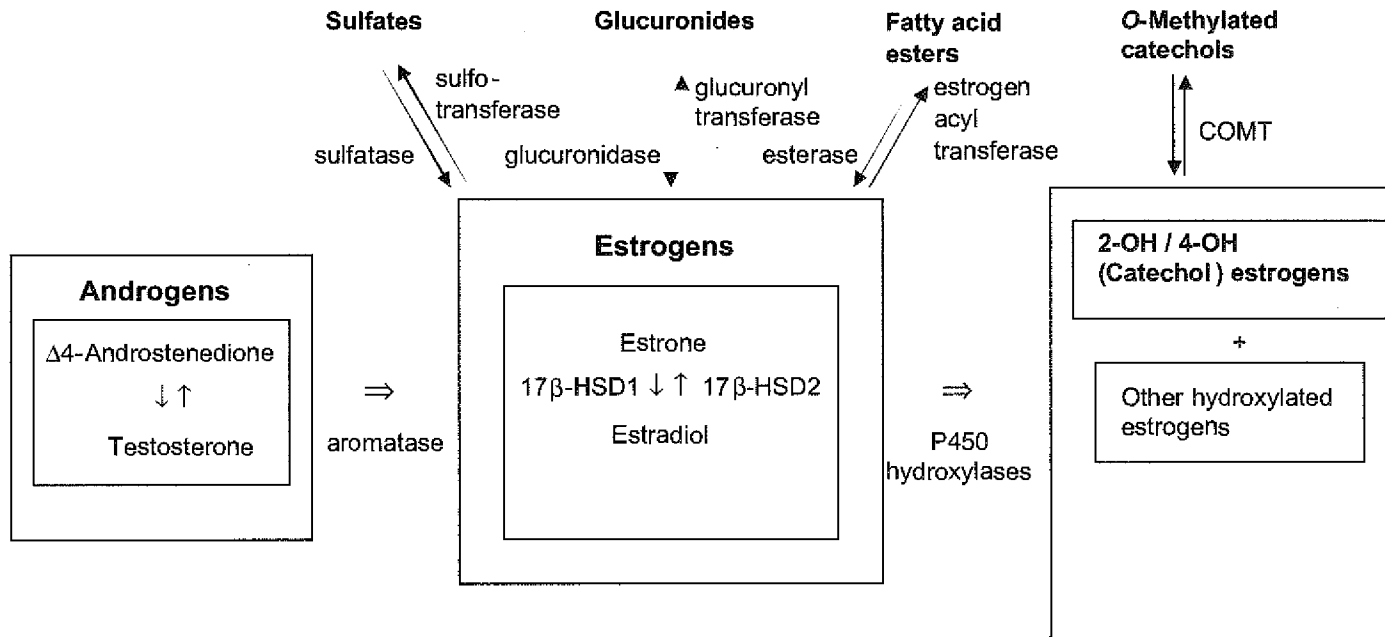 Sulfates
Glucuronides
Fatty acid
esters
O-Methylated
catechols
sulfo-
transferase
sulfatase
glucuronyl
transferase
glucuronidase
estrogen
acyl
transferase
esterase
COMT
Androgens
Δ4-Androstenedione
↓↑
Testosterone
⇒
aromatase
Estrogens
Estrone
17β-HSD1 ↓ ↑ 17β-HSD2
Estradiol
⇒
P450
hydroxylases
2-OH / 4-OH
(Catechol) estrogens
+
Other hydroxylated
estrogens